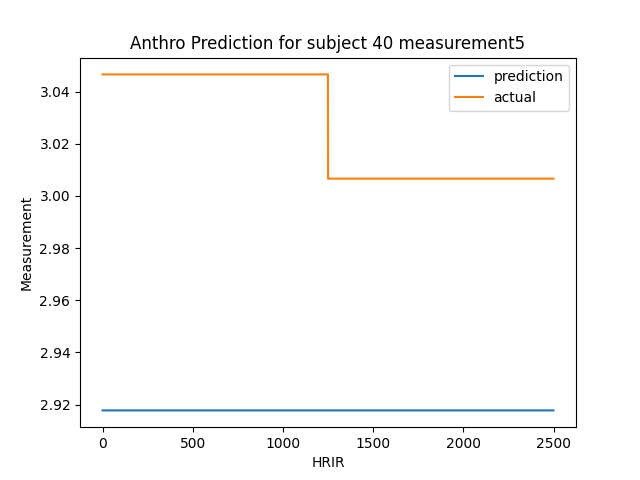 Anthro Prediction for subject 40 measurement5
prediction
actual
Measurement
3.04
3.02
3.00
2.98
2.96
2.94
2.92
0
500
1000
1500
2000
2500
HRIR